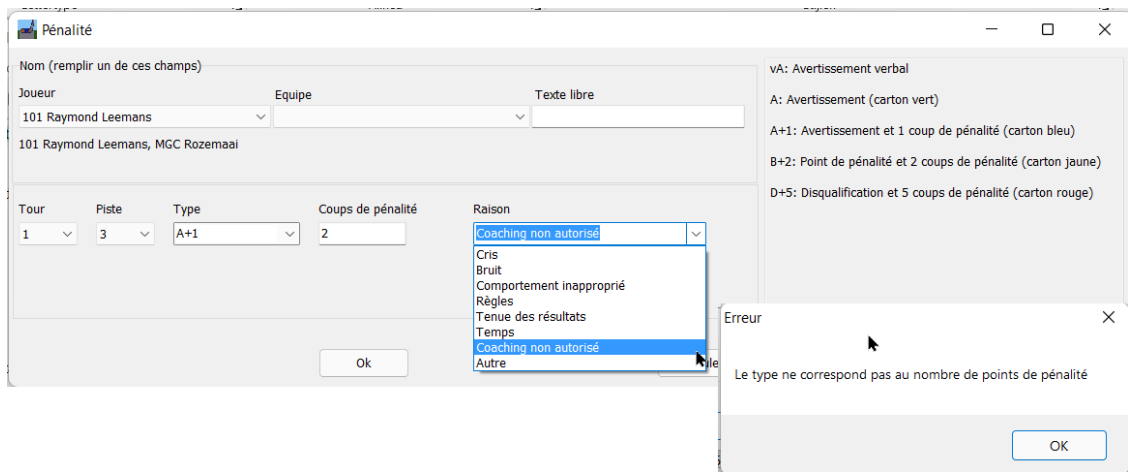 Pénalité
Nom (remplir un de ces champs)
Joueur Equipe Texte libre
101 Raymond Leemans
101 Raymond Leemans, MGC Rozemaai
vA: Avertissement verbal
A: Avertissement (carton vert)
A+1: Avertissement et 1 coup de pénalité (carton bleu)
B+2: Point de pénalité et 2 coups de pénalité (carton jaune)
D+5: Disqualification et 5 coups de pénalité (carton rouge)
Tour Piste Type Coups de pénalité Raison
1 3 A+1 2 Coaching non autorisé
Cris
Bruit
Comportement inapproprié
Règles
Tenue des résultats
Temps
Coaching non autorisé
Autre
Ok
Erreur
Le type ne correspond pas au nombre de points de pénalité
OK